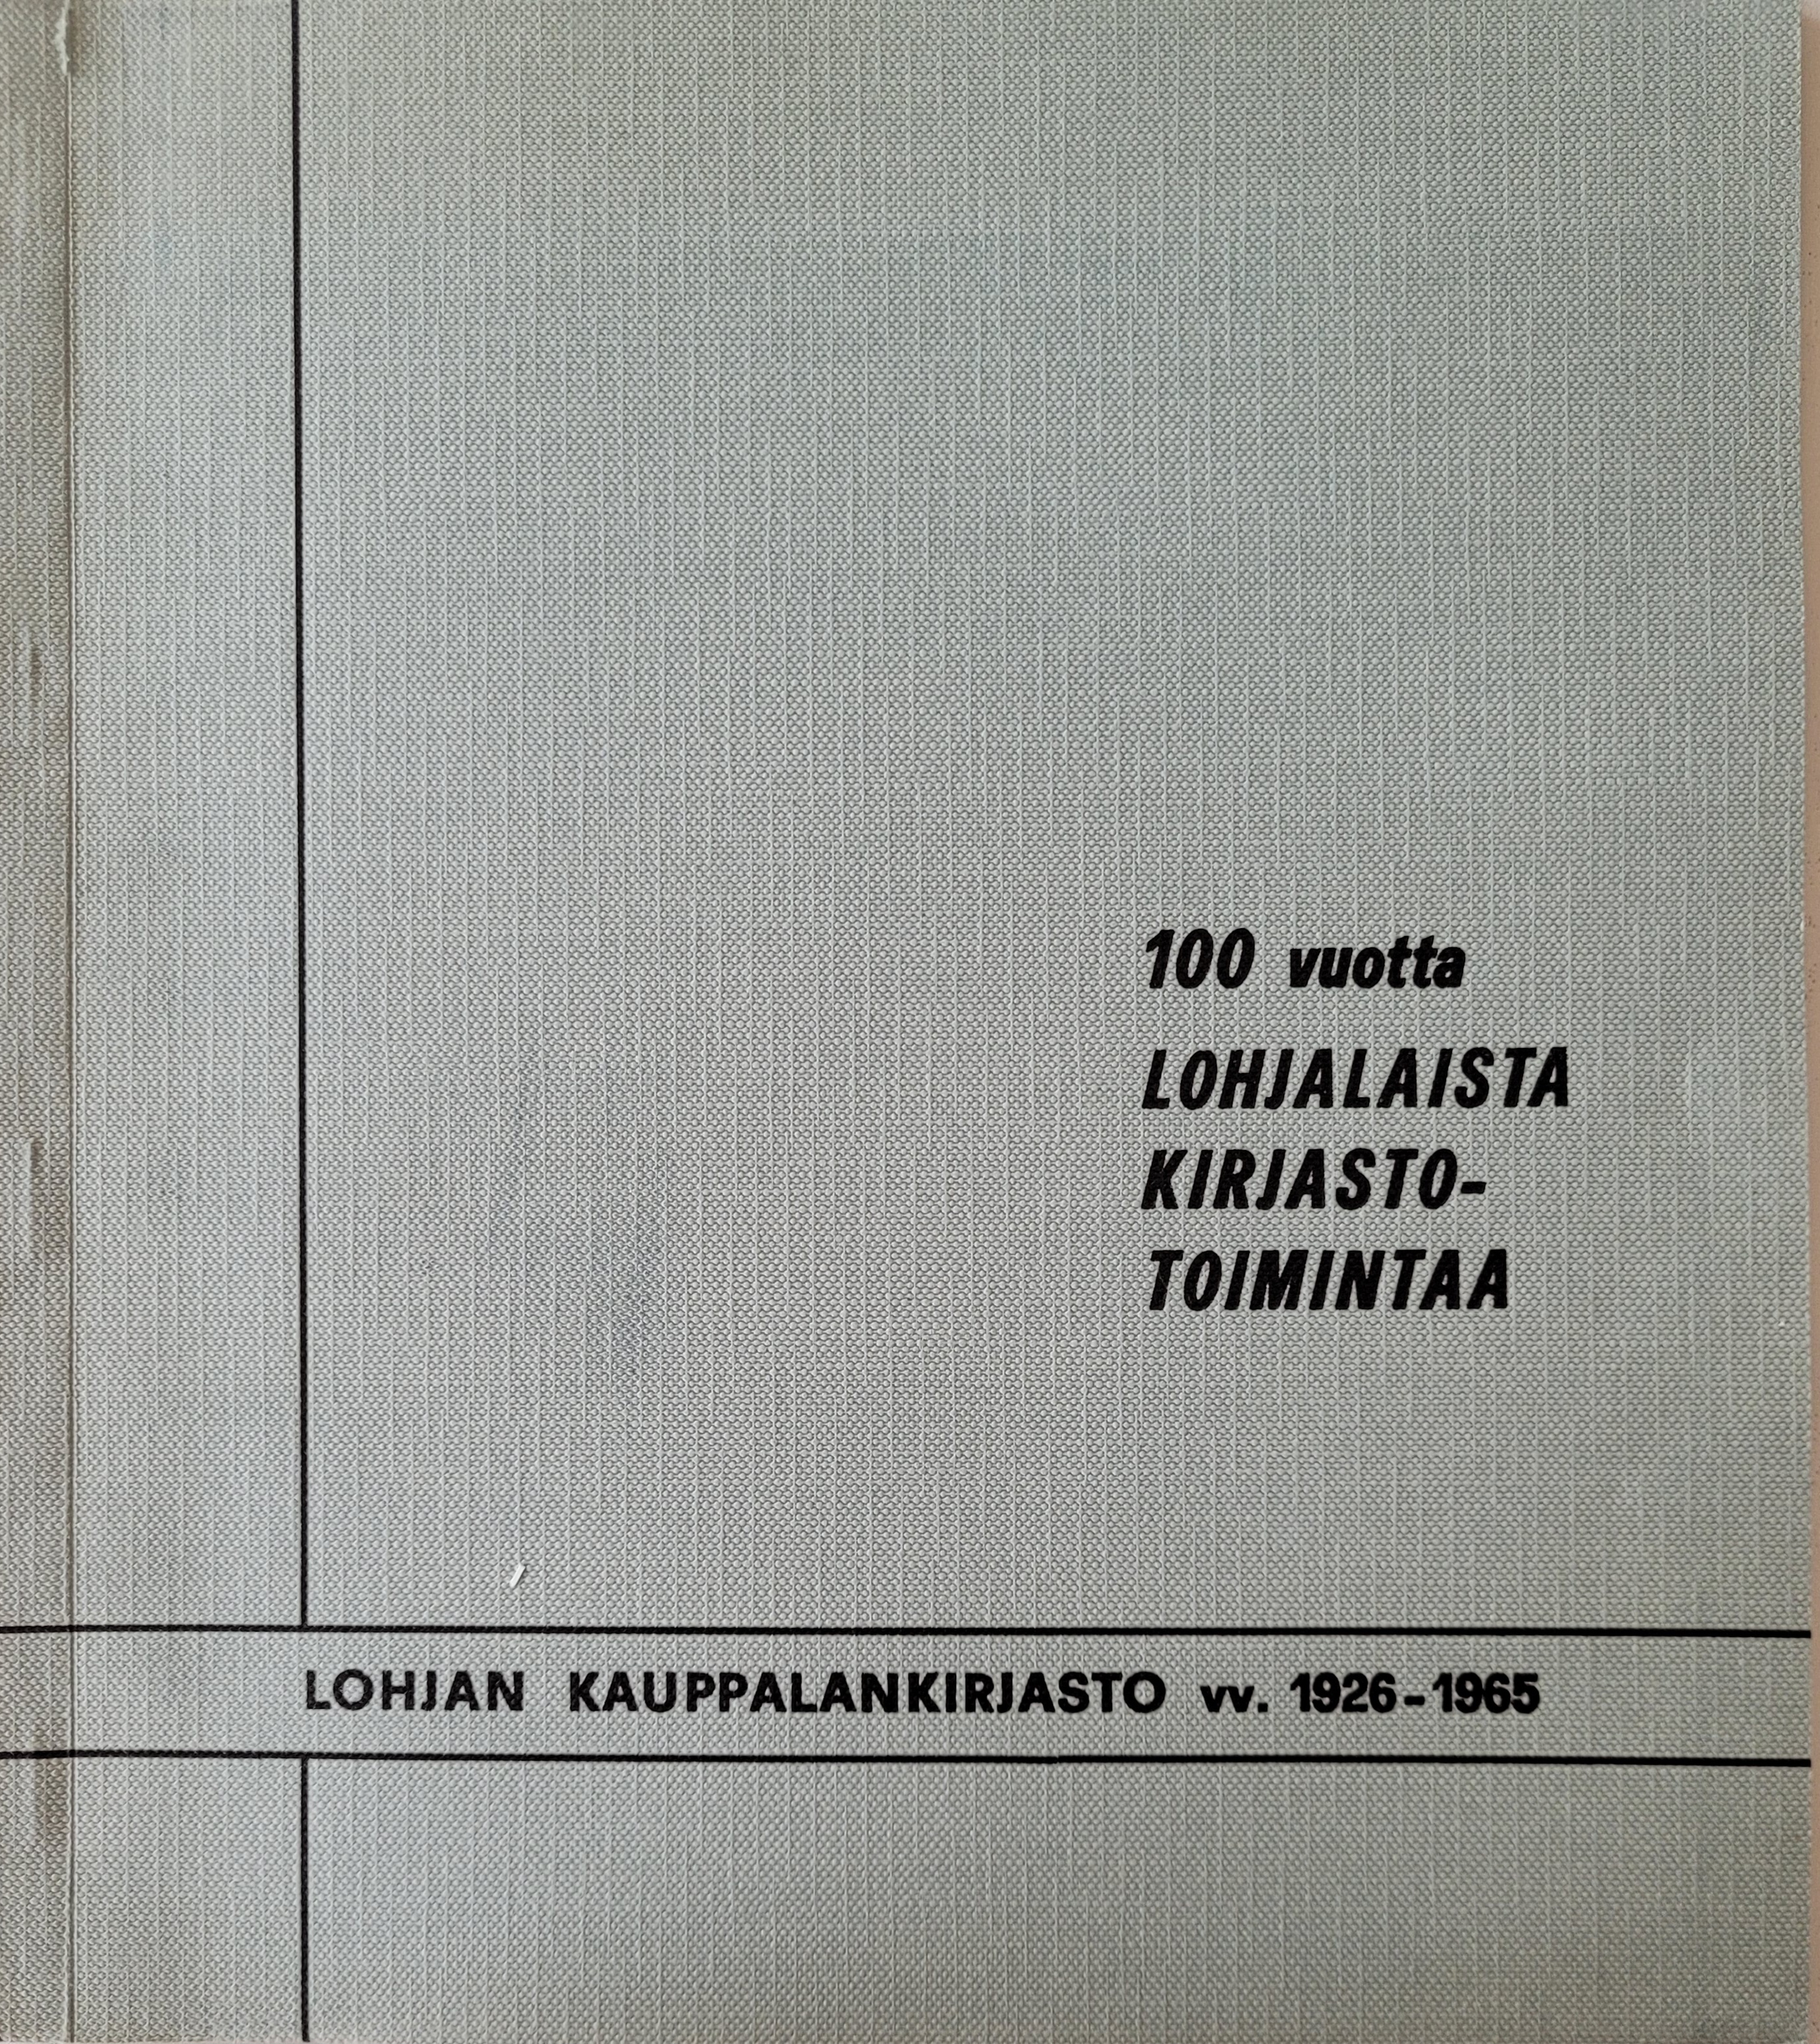 100 vuotta
LOHJALAISTA
KIRJASTO-
TOIMINTAA
LOHJAN KAUPPALANKIRJASTO vv. 1926-1965